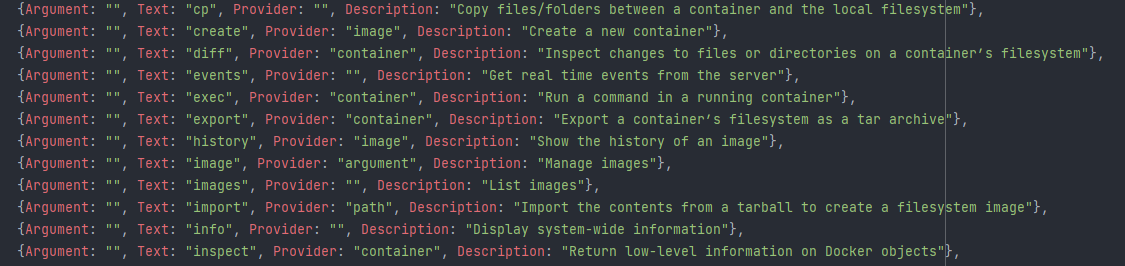 {Argument: "", Text: "cp", Provider: "", Description: "Copy files/folders between a container and the local filesystem"},
{Argument: "", Text: "create", Provider: "image", Description: "Create a new container"},
{Argument: "", Text: "diff", Provider: "container", Description: "Inspect changes to files or directories on a container’s filesystem"},
{Argument: "", Text: "events", Provider: "", Description: "Get real time events from the server"},
{Argument: "", Text: "exec", Provider: "container", Description: "Run a command in a running container"},
{Argument: "", Text: "export", Provider: "container", Description: "Export a container’s filesystem as a tar archive"},
{Argument: "", Text: "history", Provider: "image", Description: "Show the history of an image"},
{Argument: "", Text: "image", Provider: "argument", Description: "Manage images"},
{Argument: "", Text: "images", Provider: "", Description: "List images"},
{Argument: "", Text: "import", Provider: "path", Description: "Import the contents from a tarball to create a filesystem image"},
{Argument: "", Text: "info", Provider: "", Description: "Display system-wide information"},
{Argument: "", Text: "inspect", Provider: "container", Description: "Return low-level information on Docker objects"},